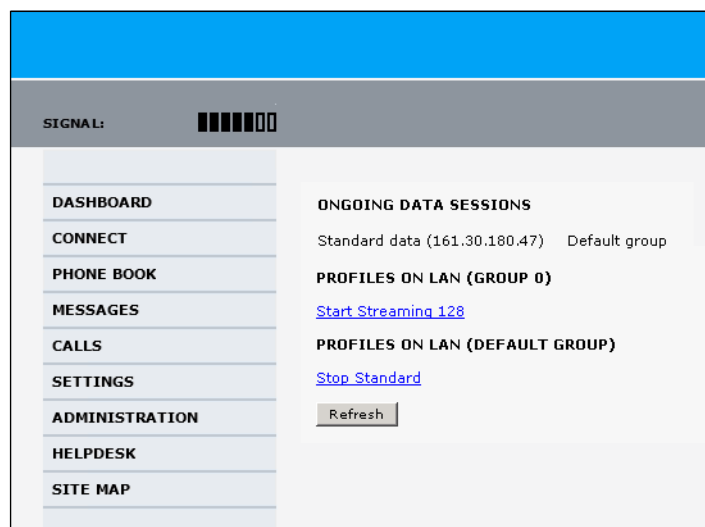 SIGNAL:
DASHBOARD
CONNECT
PHONE BOOK
MESSAGES
CALLS
SETTINGS
ADMINISTRATION
HELPDESK
SITE MAP
ONGOING DATA SESSIONS
Standard data (161.30.180.47) Default group
PROFILES ON LAN (GROUP 0)
Start Streaming 128
PROFILES ON LAN (DEFAULT GROUP)
Stop Standard
Refresh